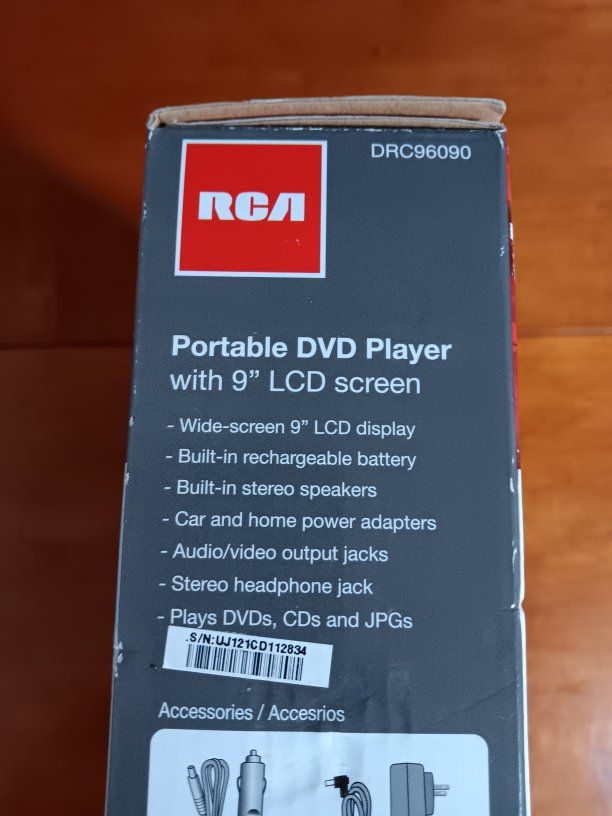 DRC96090
RCA
Portable DVD Player
with 9” LCD screen
- Wide-screen 9” LCD display
- Built-in rechargeable battery
- Built-in stereo speakers
- Car and home power adapters
- Audio/video output jacks
- Stereo headphone jack
- Plays DVDs, CDs and JPGs
.S/N:UJ121CD112834
Accessories / Accesrios